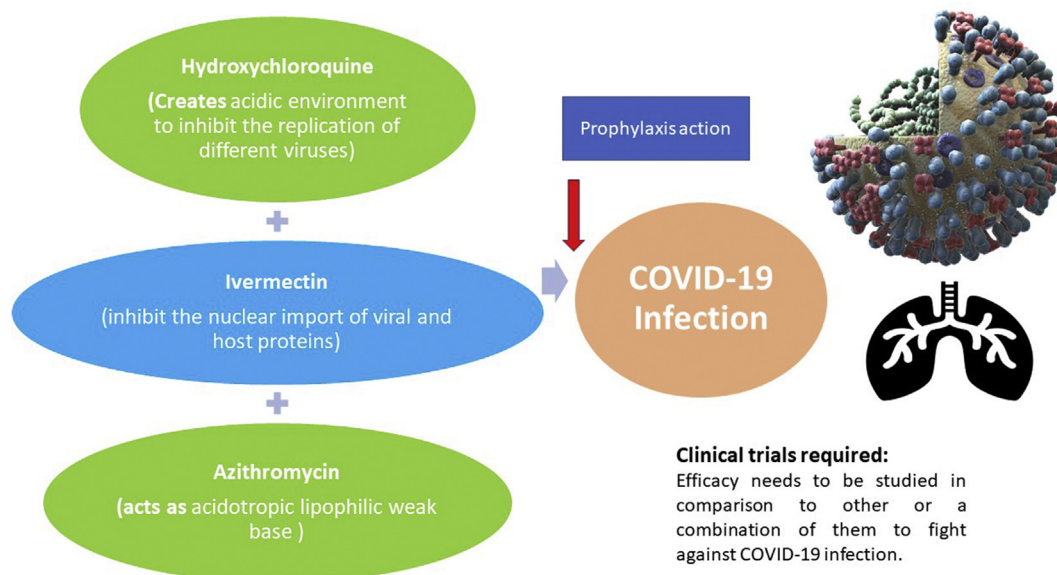 Hydroxychloroquine
(Creates acidic environment
to inhibit the replication of
different viruses)
Ivermectin
(inhibit the nuclear import of viral and
host proteins)
Azithromycin
(acts as acidotropic lipophilic weak
base )
Prophylaxis action
COVID-19
Infection
Clinical trials required:
Efficacy needs to be studied in
comparison to other or a
combination of them to fight
against COVID-19 infection.